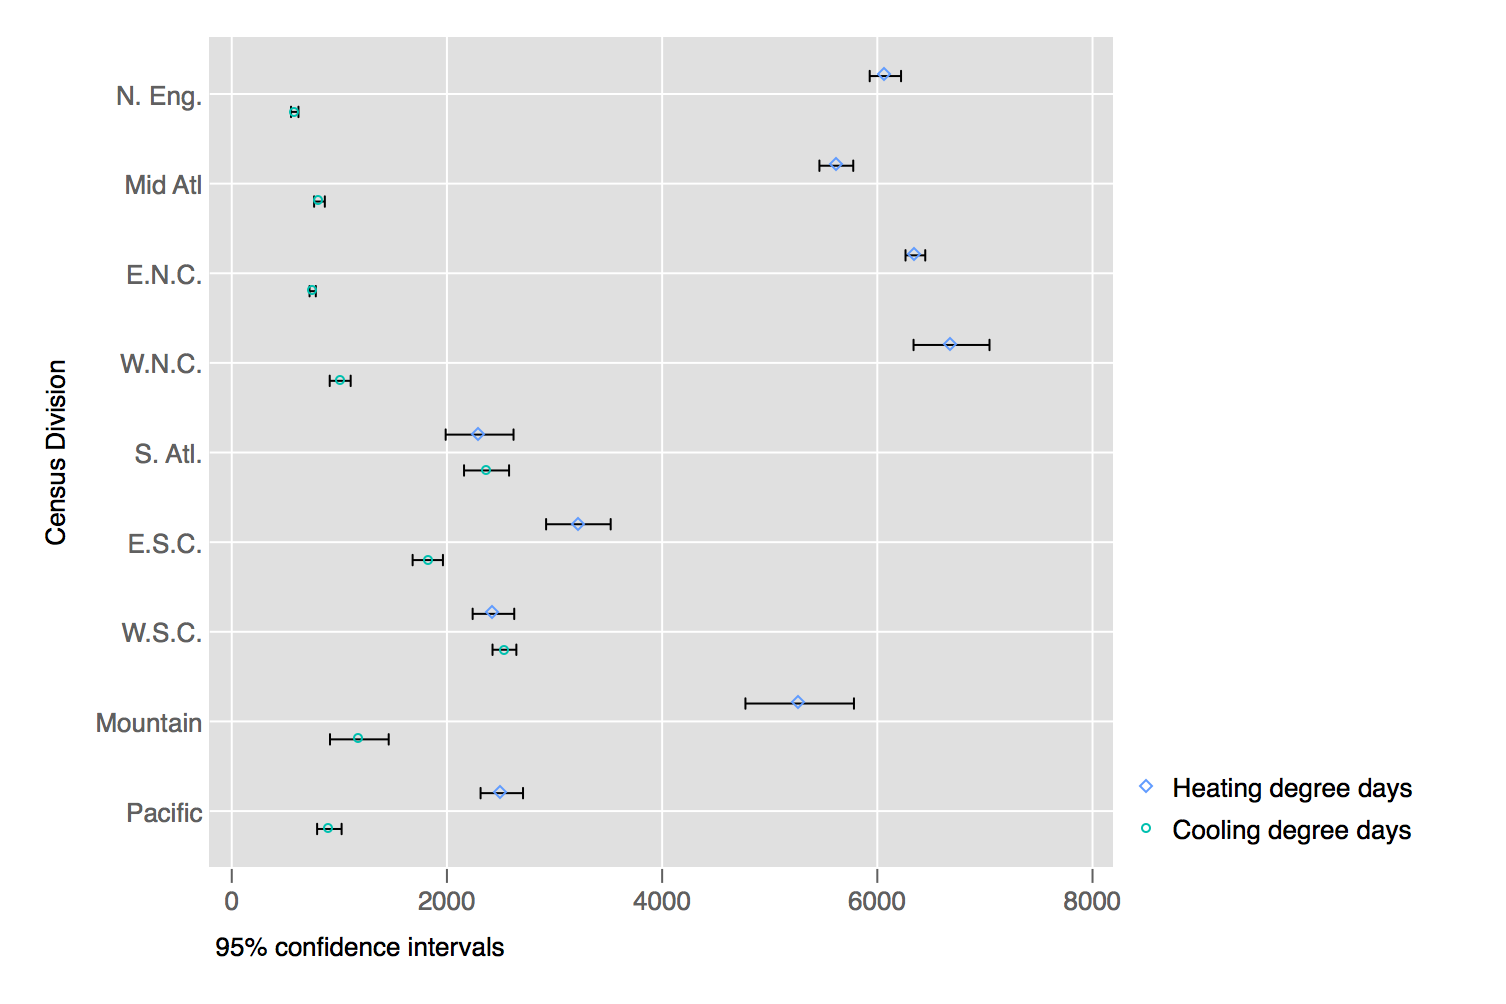 N. Eng.
Mid Atl
E.N.C.
W.N.C.
S. Atl.
E.S.C.
W.S.C.
Mountain
Pacific
Census Division
0 2000 4000 6000 8000
95% confidence intervals
Heating degree days
Cooling degree days